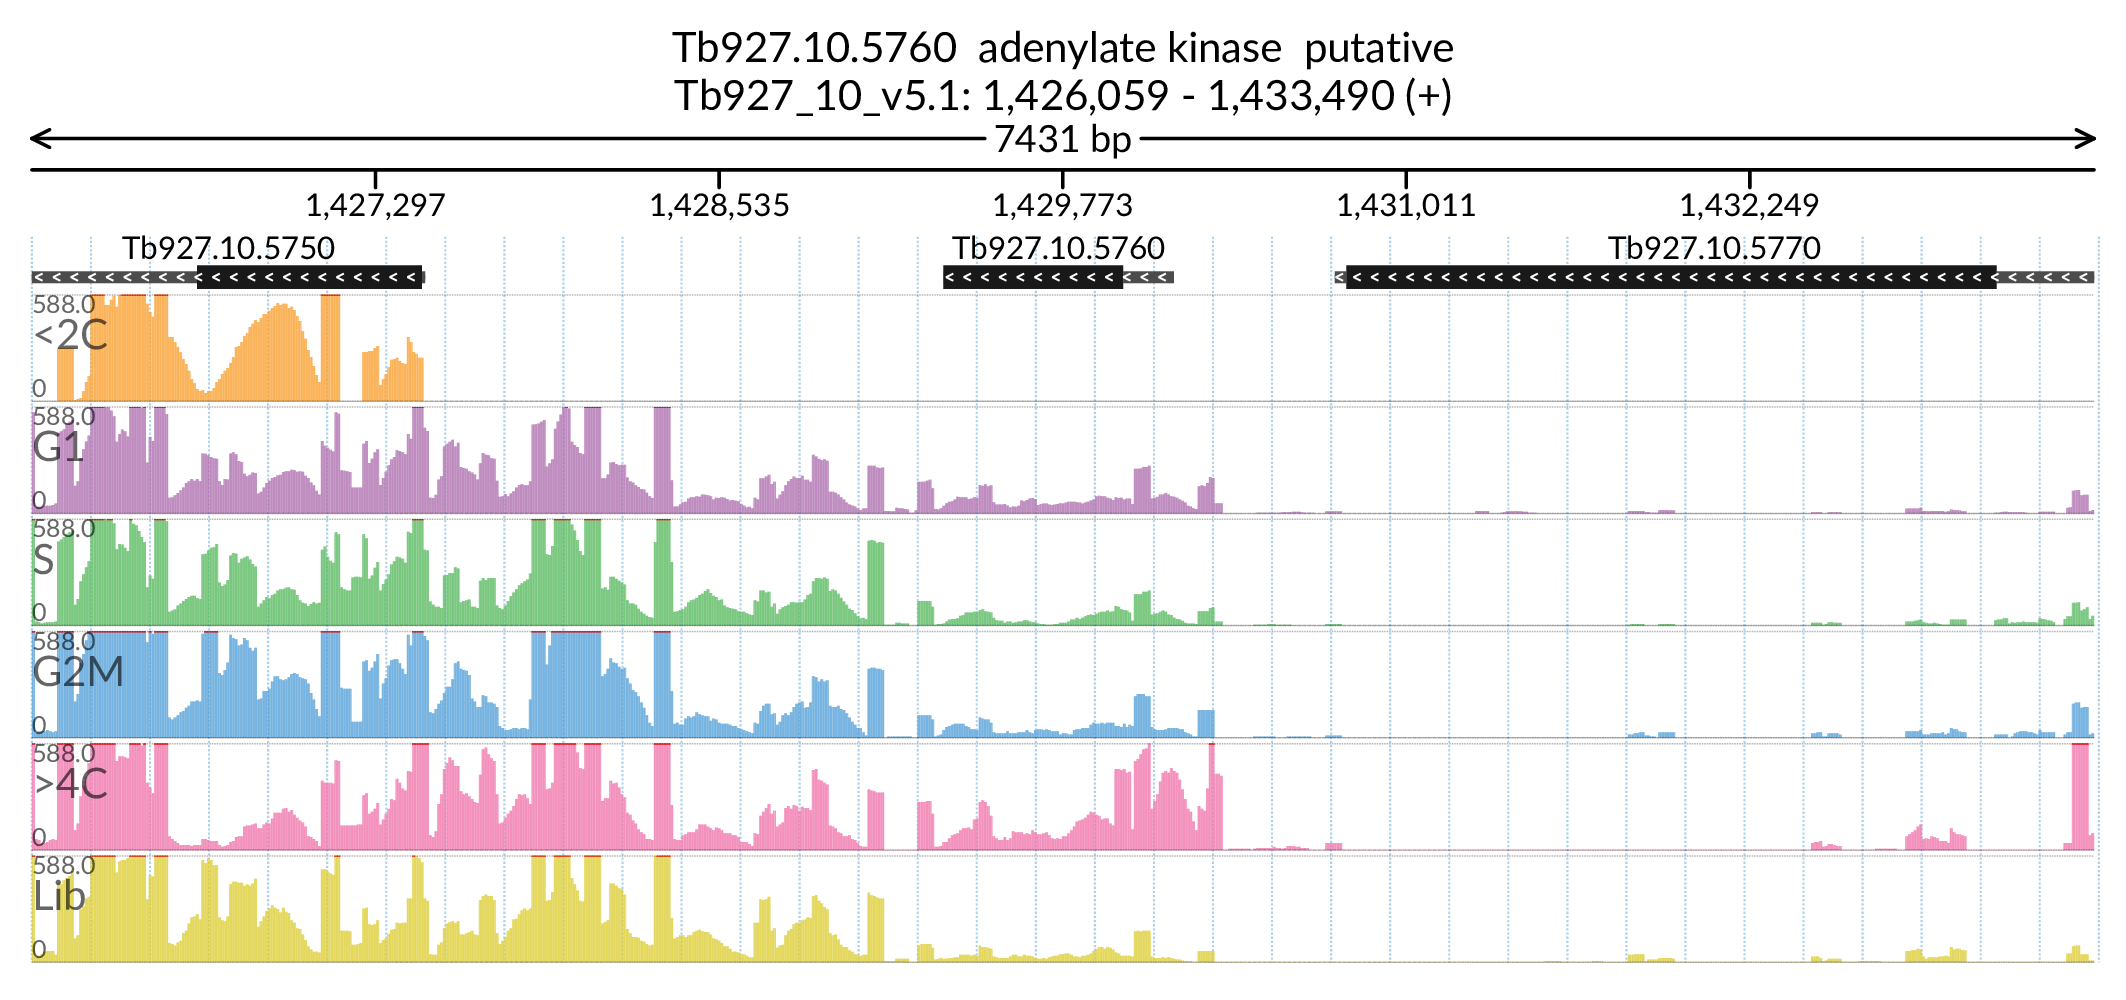 Tb927.10.5760  adenylate kinase  putative
Tb927_10_v5.1: 1,426,059 - 1,433,490 (+)
7431 bp
1,427,297 1,428,535 1,429,773 1,431,011 1,432,249
Tb927.10.5750 Tb927.10.5760 Tb927.10.5770
588.0
<2C
0
588.0
G1
0
588.0
S
0
588.0
G2M
0
588.0
>4C
0
588.0
Lib
0